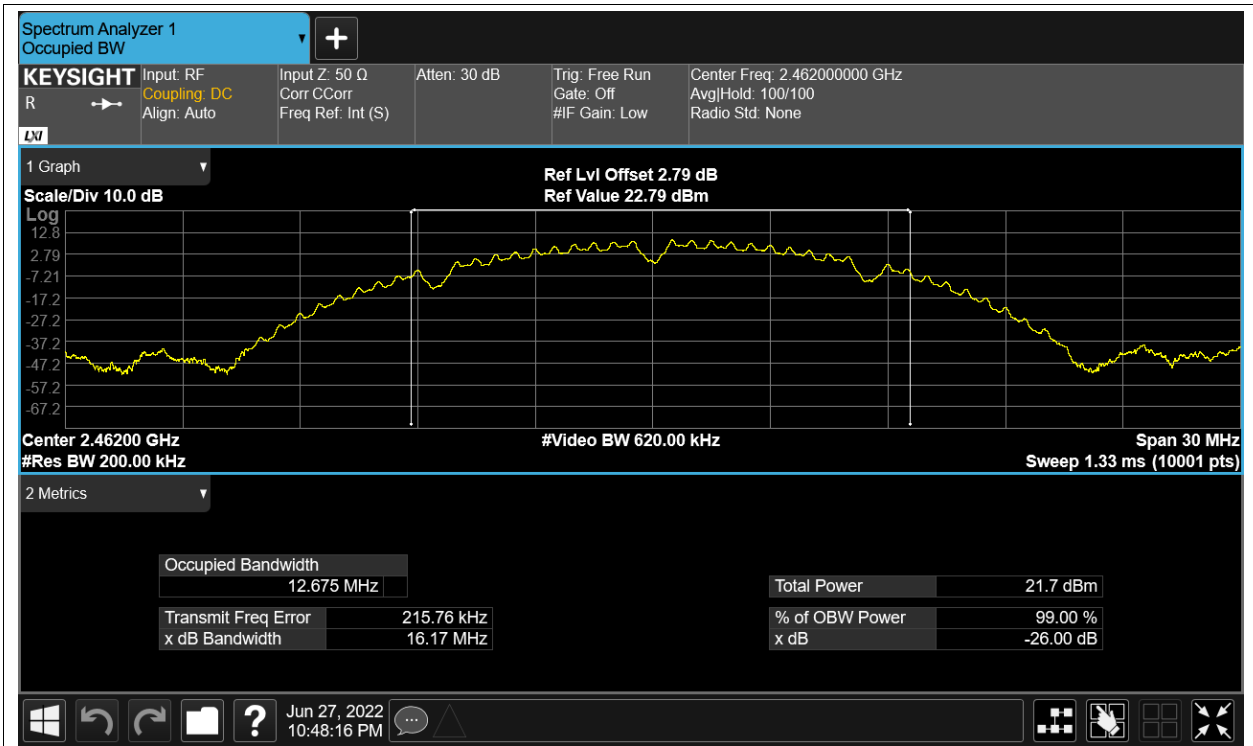 Spectrum Analyzer 1
Occupied BW
KEYSIGHT
R
LXI
Input: RF
Coupling: DC
Align: Auto
Input Z: 50 Ω
Corr CCorr
Freq Ref: Int (S)
Atten: 30 dB
Trig: Free Run
Gate: Off
#IF Gain: Low
Center Freq: 2.462000000 GHz
Avg|Hold: 100/100
Radio Std: None
1 Graph
Scale/Div 10.0 dB
Ref Lvl Offset 2.79 dB
Ref Value 22.79 dBm
Log
12.8
2.79
-7.21
-17.2
-27.2
-37.2
-47.2
-57.2
-67.2
Center 2.46200 GHz
#Video BW 620.00 kHz
Span 30 MHz
#Res BW 200.00 kHz
Sweep 1.33 ms (10001 pts)
2 Metrics
Occupied Bandwidth
12.675 MHz
Total Power 21.7 dBm
Transmit Freq Error 215.76 kHz
% of OBW Power 99.00 %
x dB Bandwidth 16.17 MHz
x dB -26.00 dB
?
Jun 27, 2022
10:48:16 PM